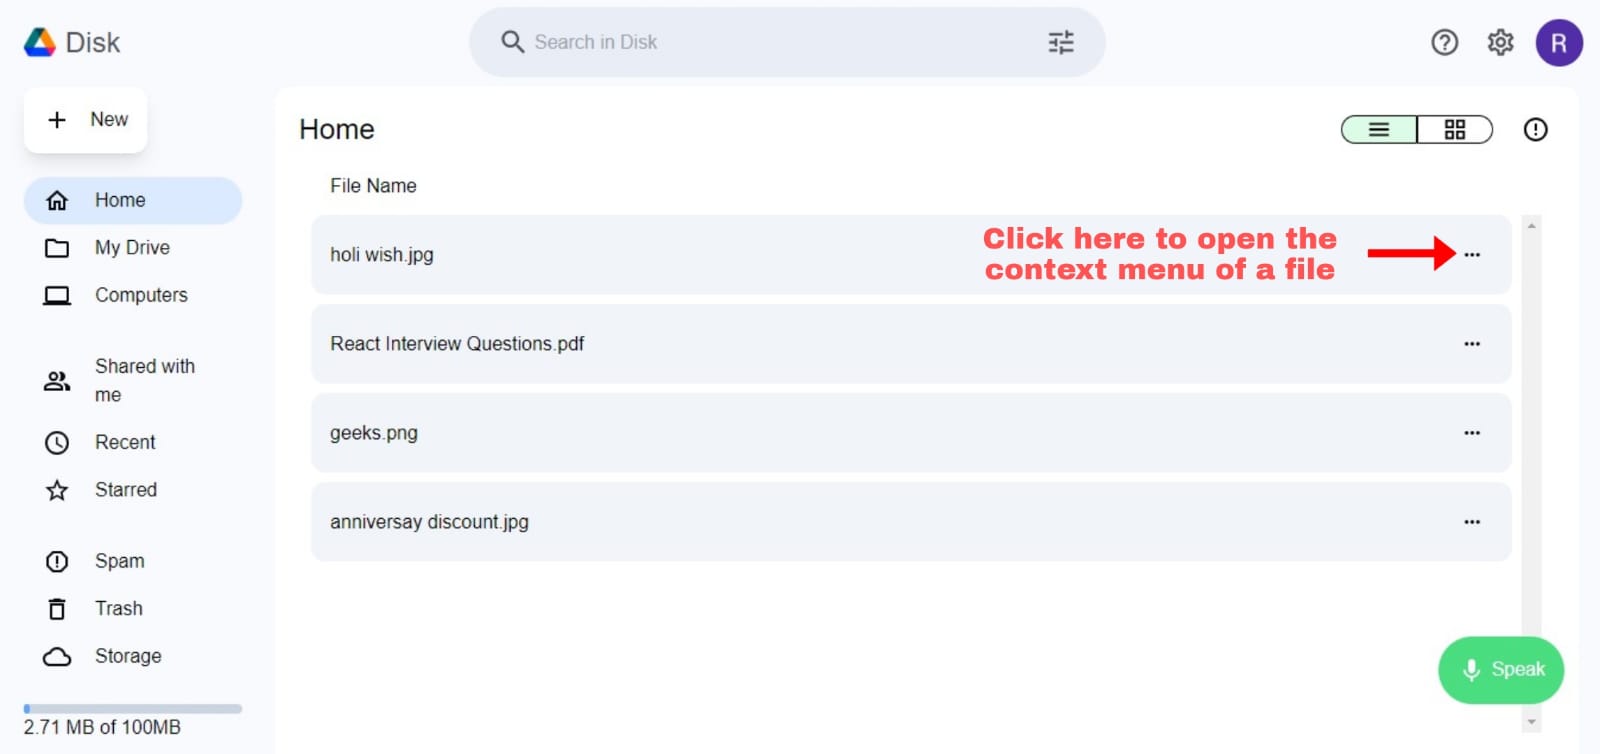 Disk
Search in Disk
R
New
Home
Home
File Name
My Drive
Computers
Shared with
me
Recent
Starred
Spam
Trash
Storage
2.71 MB of 100MB
holi wish.jpg
Click here to open the
context menu of a file
React Interview Questions.pdf
geeks.png
anniversay discount.jpg
Speak